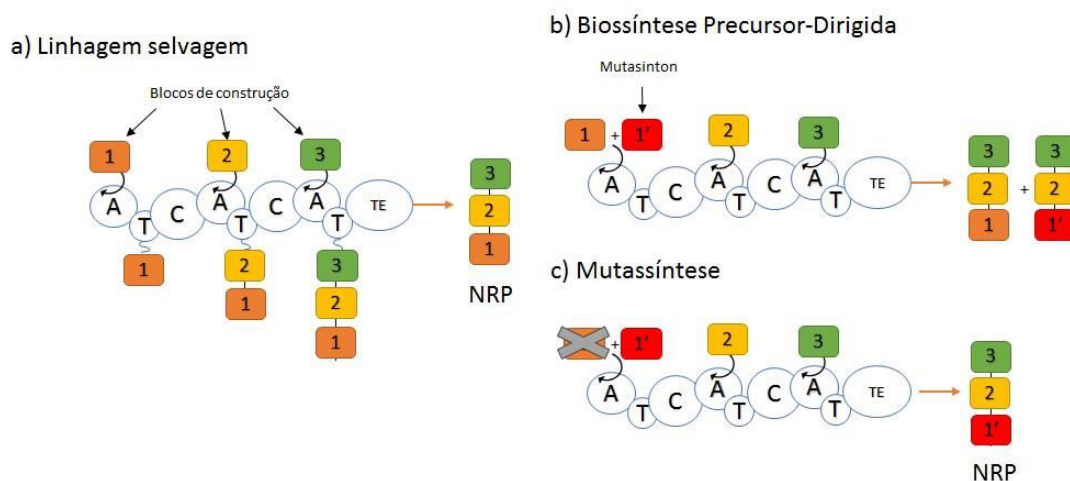 a) Linhagem selvagem
Blocos de construção
1
2
3
A
T
C
A
T
C
A
T
TE
1
2
1
3
2
1
3
2
1
NRP
b) Biossíntese Precursor-Dirigida
Mutasinton
1 + 1'
2
3
A
T
C
A
T
C
A
T
TE
3 3
2 + 2
1 1'
c) Mutassíntese
+ 1'
2
3
A
T
C
A
T
C
A
T
TE
3
2
1'
NRP